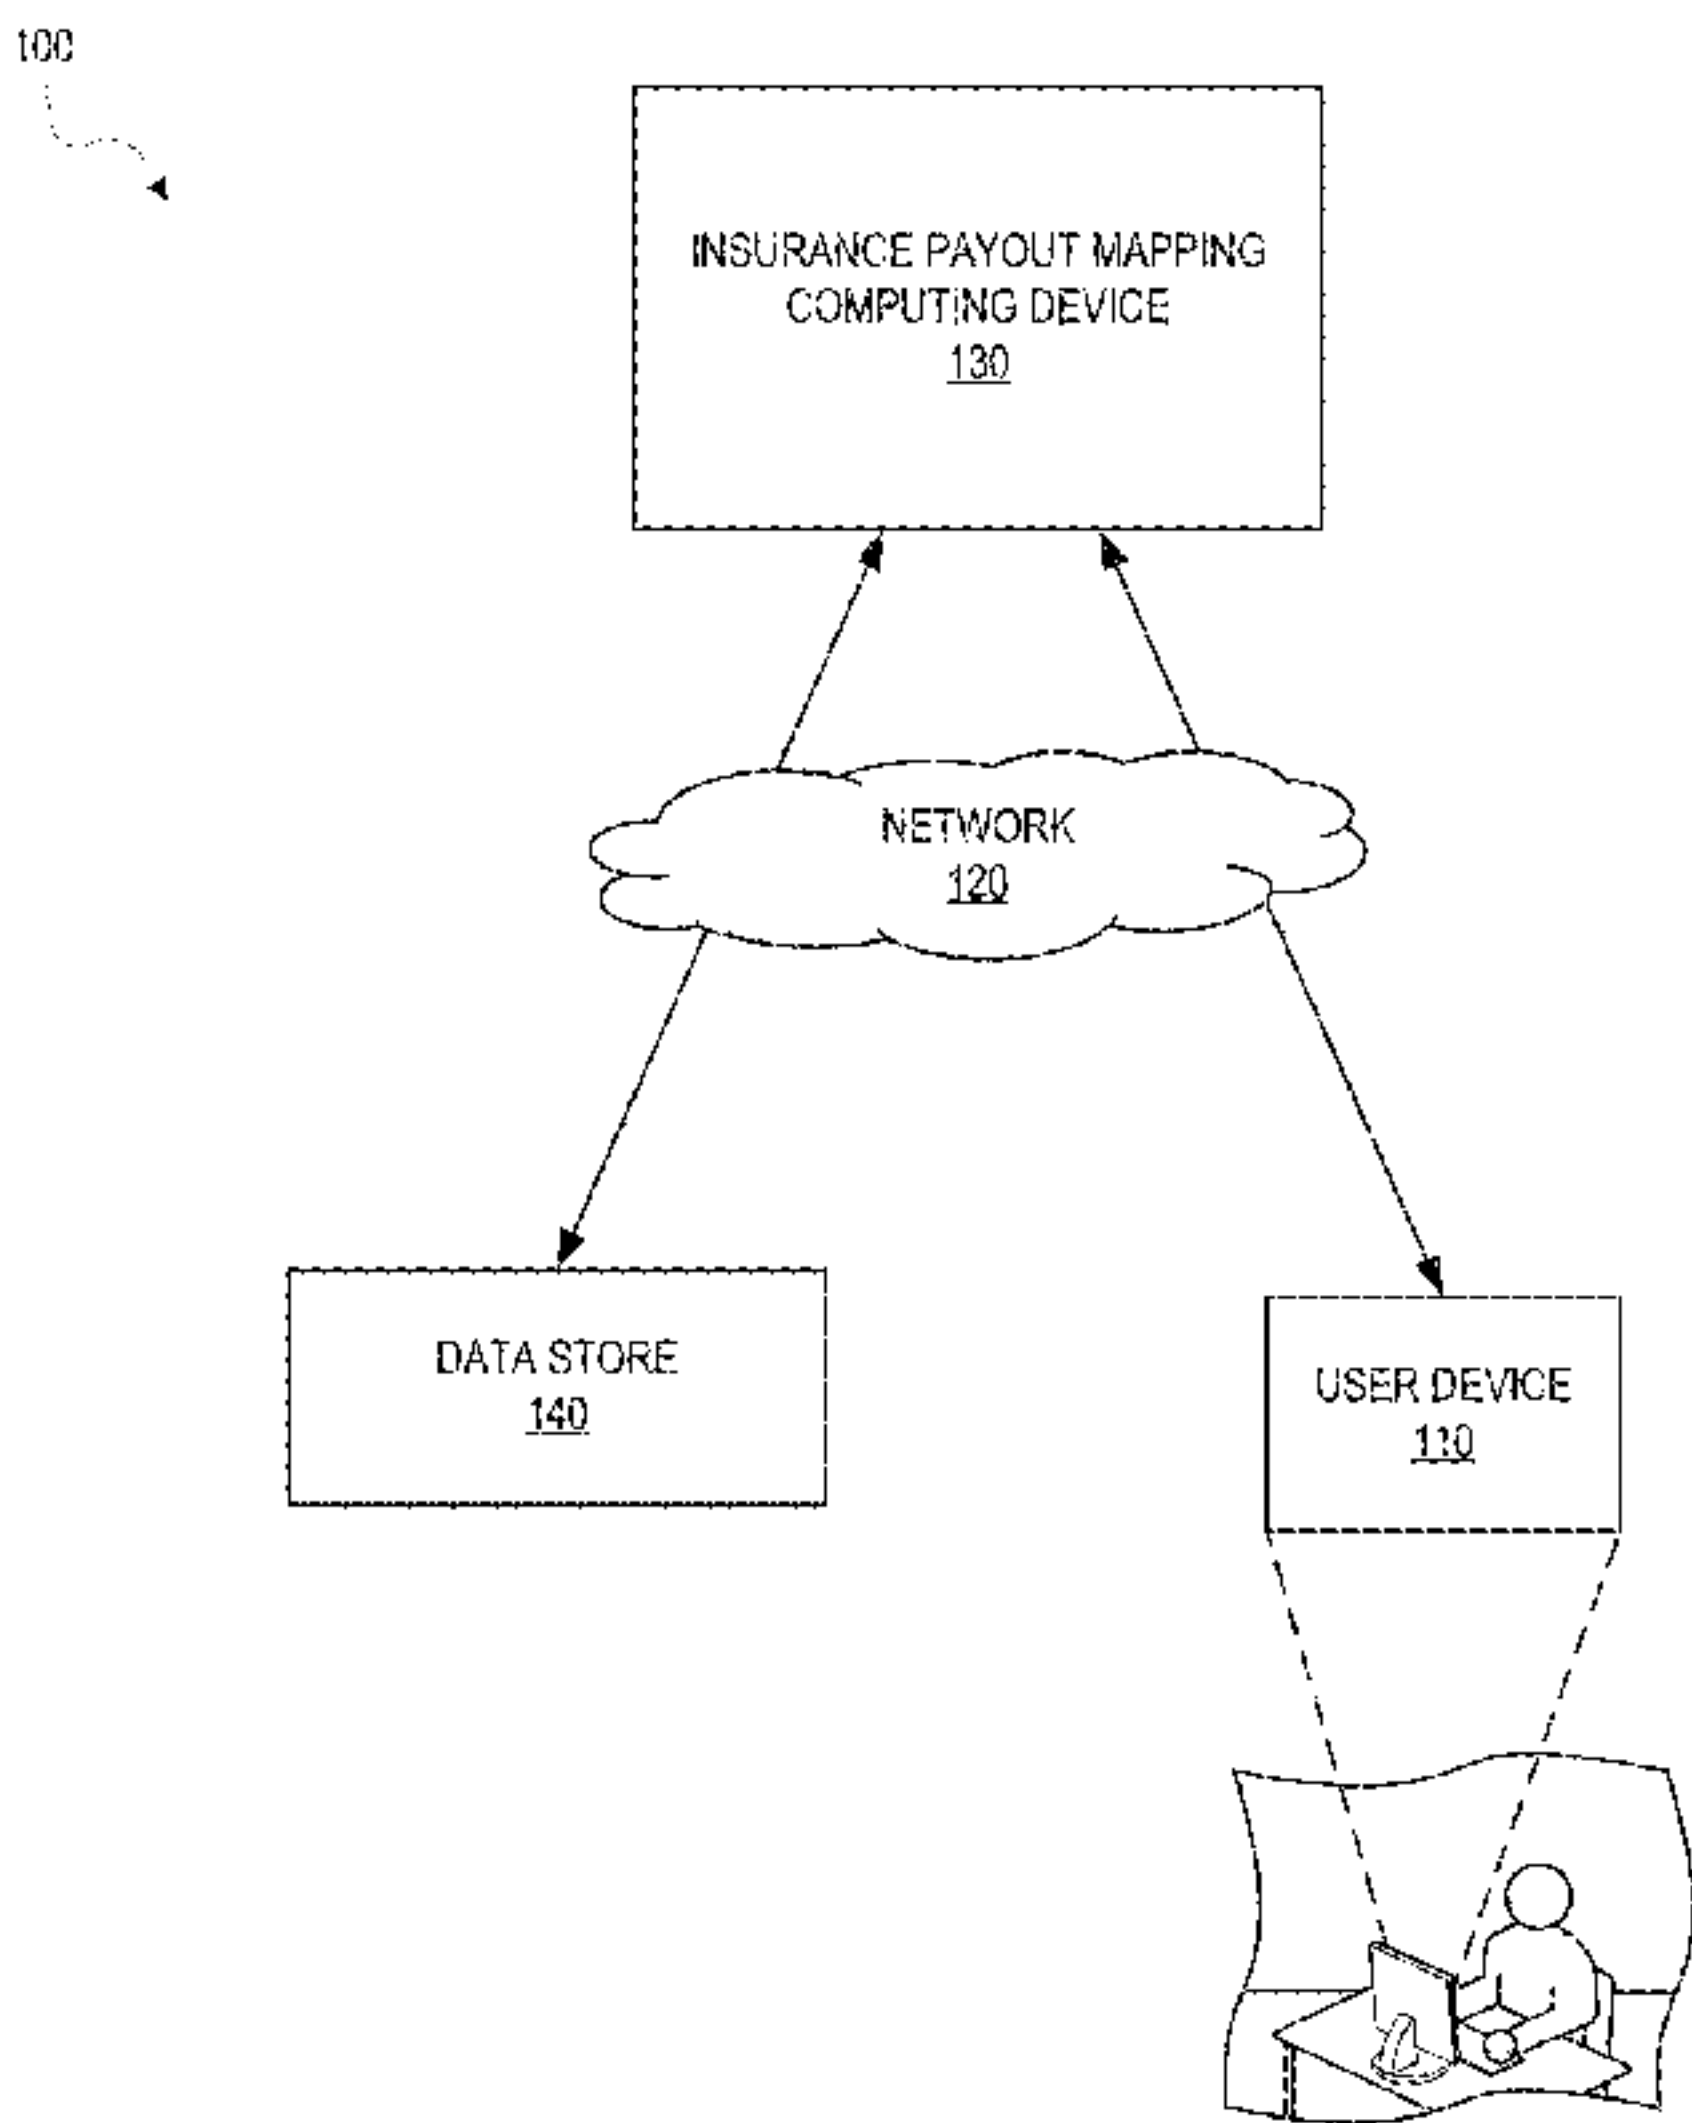 100
INSURANCE PAYOUT MAPPING
COMPUTING DEVICE
130
NETWORK
120
DATA STORE
140
USER DEVICE
110